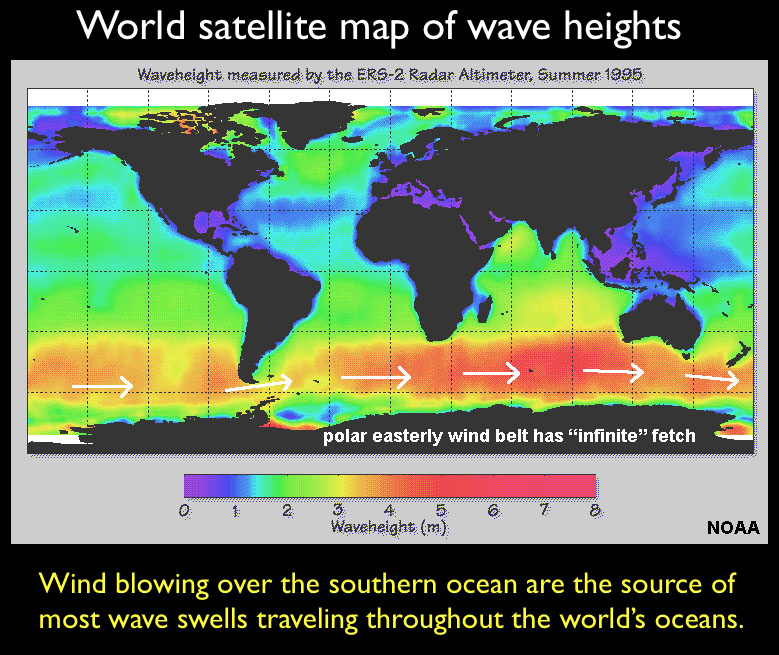 World satellite map of wave heights
Waveheight measured by the ERS-2 Radar Altimeter, Summer 1995
polar easterly wind belt has “infinite” fetch
0 1 2 3 4 5 6 7 8
Waveheight (m)
NOAA
Wind blowing over the southern ocean are the source of
most wave swells traveling throughout the world’s oceans.